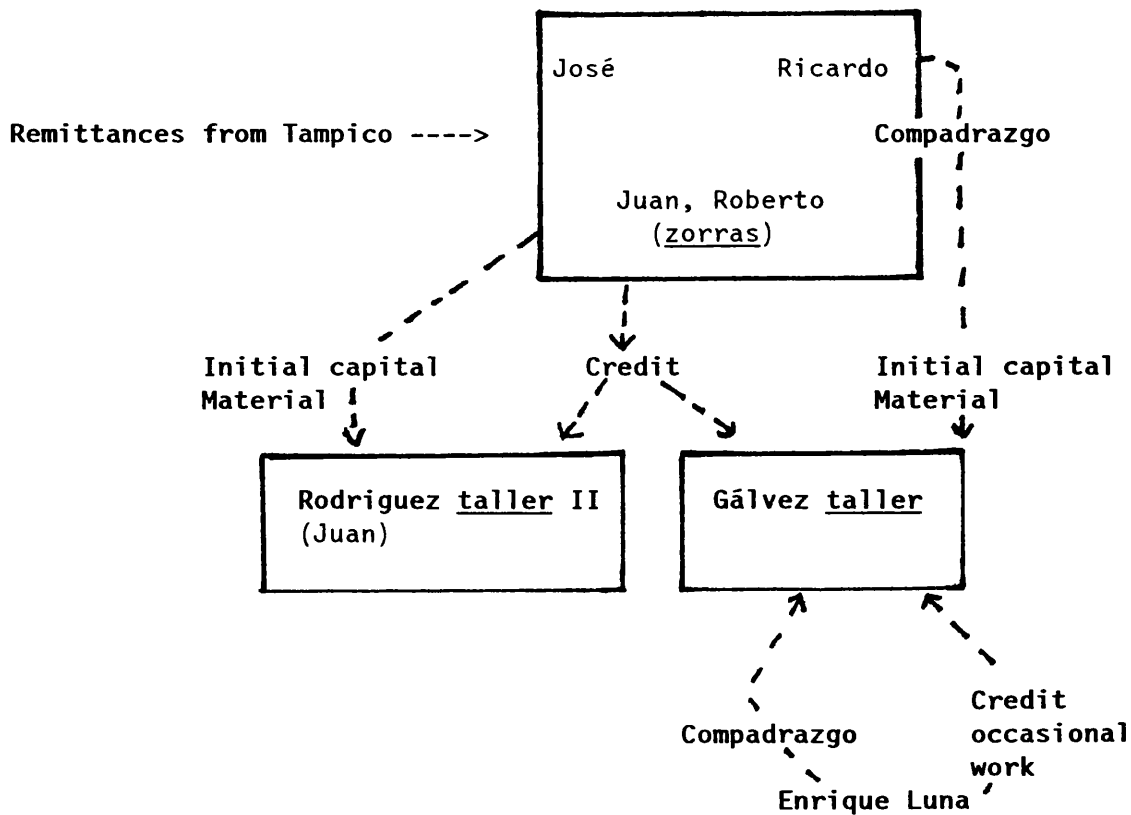 José Ricardo
Remittances from Tampico ---->
Compadrazgo
Juan, Roberto
(zorras)
Initial capital
Material
Credit
Initial capital
Material
Rodriguez taller II
(Juan)
Gálvez taller
Compadrazgo
Credit
occasional
work
Enrique Luna